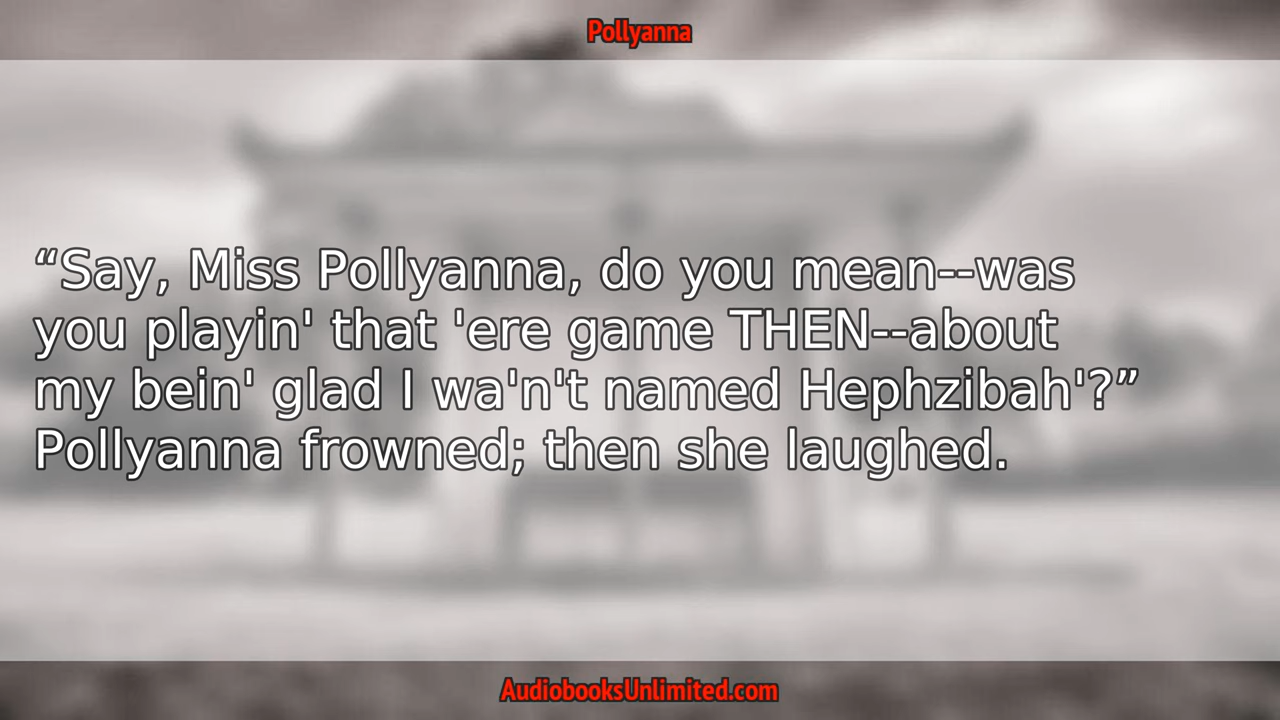 Pollyanna
“Say, Miss Pollyanna, do you mean--was
you playin' that 'ere game THEN--about
my bein' glad I wa'n't named Hephzibah'?”
Pollyanna frowned; then she laughed.
AudiobooksUnlimited.com